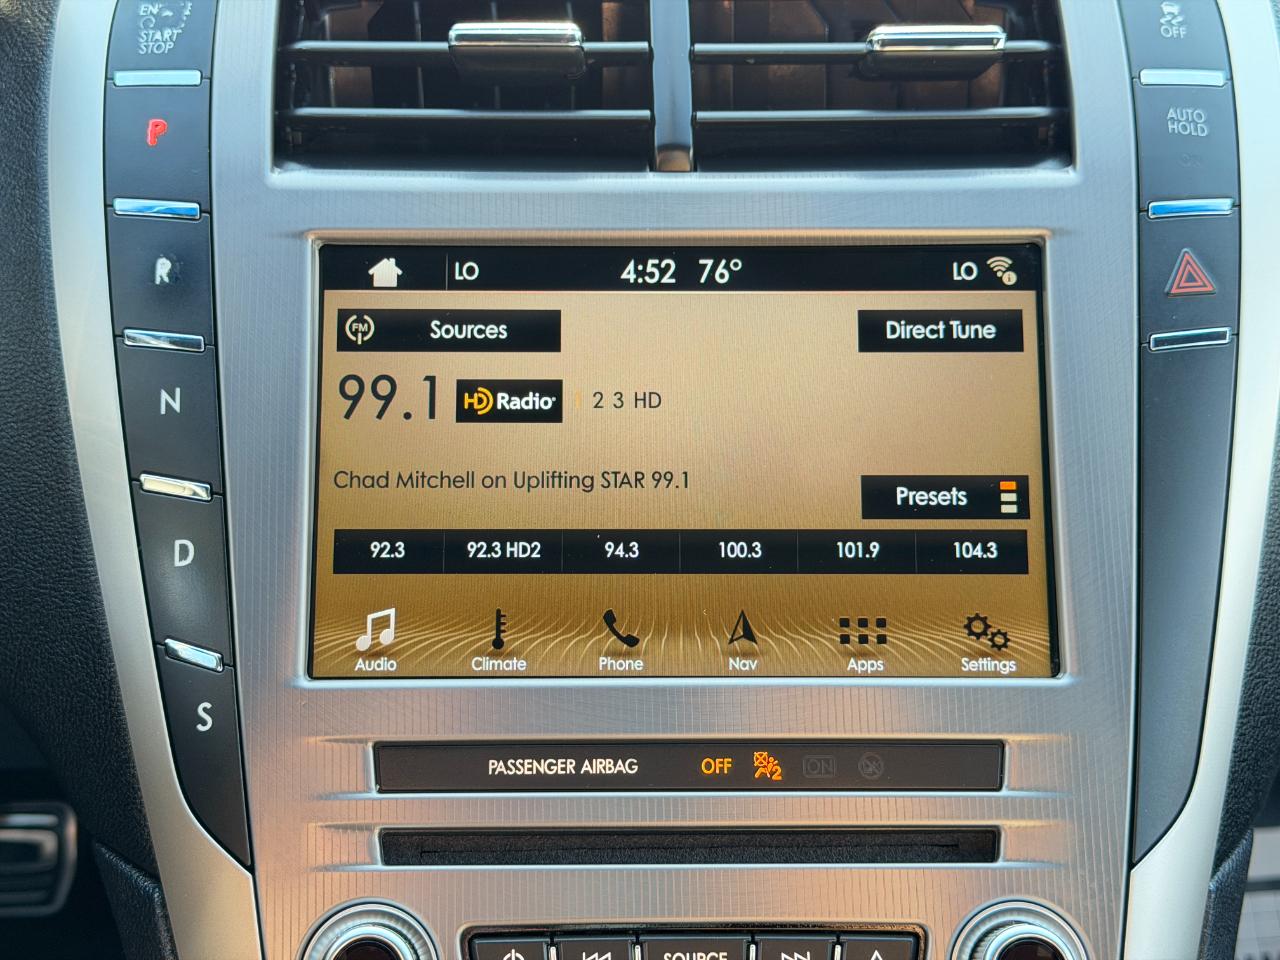 START
STOP
P
R
N
D
S
OFF
AUTO
HOLD
LO 4:52 76° LO
FM Sources
Direct Tune
99.1 HD Radio 2 3 HD
Chad Mitchell on Uplifting STAR 99.1
Presets
92.3 92.3 HD2 94.3 100.3 101.9 104.3
Audio Climate Phone Nav Apps Settings
PASSENGER AIRBAG OFF 2 ON
SOURCE